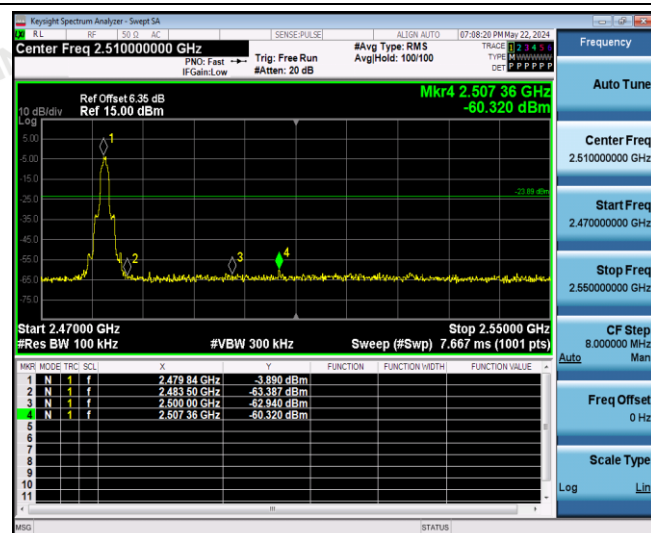 Keysight Spectrum Analyzer - Swept SA
LXI RL RF 50 Ω AC SENSE:PULSE ALIGN AUTO 07:08:20 PM May 22, 2024
Center Freq 2.510000000 GHz #Avg Type: RMS TRACE 1 2 3 4 5 6
PNO: Fast Trig: Free Run Avg|Hold: 100/100 TYPE M WWWWW
IFGain:Low #Atten: 20 dB DET P P P P P P
Mkr4 2.507 36 GHz
-60.320 dBm
Ref Offset 6.35 dB
10 dB/div Ref 15.00 dBm
Log
5.00
-5.00
-15.0
-25.0
-35.0
-45.0
-55.0
-65.0
-75.0
1
2
3
4
-23.89 dBm
Start 2.47000 GHz Stop 2.55000 GHz
#Res BW 100 kHz #VBW 300 kHz Sweep (#Swp) 7.667 ms (1001 pts)
MKR MODE TRC SCL X Y FUNCTION FUNCTION WIDTH FUNCTION VALUE
1 N 1 f 2.479 84 GHz -3.890 dBm
2 N 1 f 2.483 50 GHz -63.387 dBm
3 N 1 f 2.500 00 GHz -62.940 dBm
4 N 1 f 2.507 36 GHz -60.320 dBm
5
6
7
8
9
10
11
MSG STATUS
Frequency
Auto Tune
Center Freq
2.510000000 GHz
Start Freq
2.470000000 GHz
Stop Freq
2.550000000 GHz
CF Step
8.000000 MHz
Auto Man
Freq Offset
0 Hz
Scale Type
Log Lin